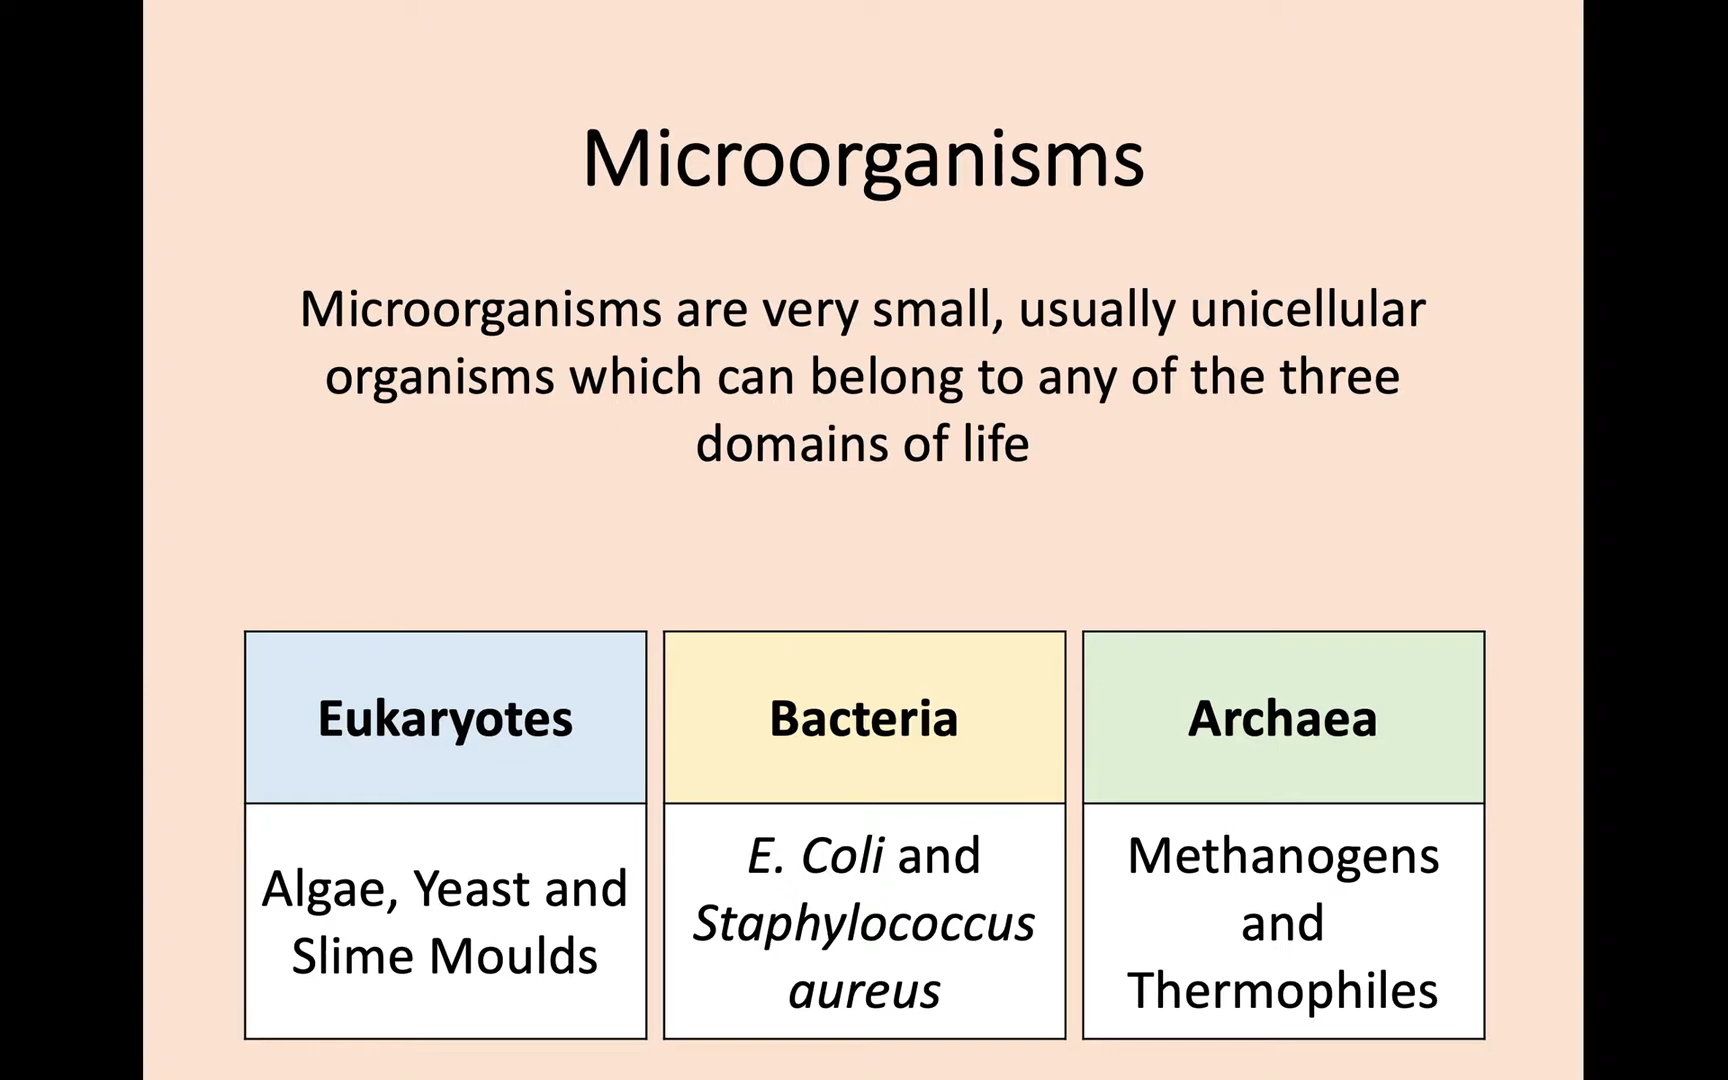 Microorganisms
Microorganisms are very small, usually unicellular
organisms which can belong to any of the three
domains of life
Eukaryotes
Algae, Yeast and
Slime Moulds
Bacteria
E. Coli and
Staphylococcus
aureus
Archaea
Methanogens
and
Thermophiles